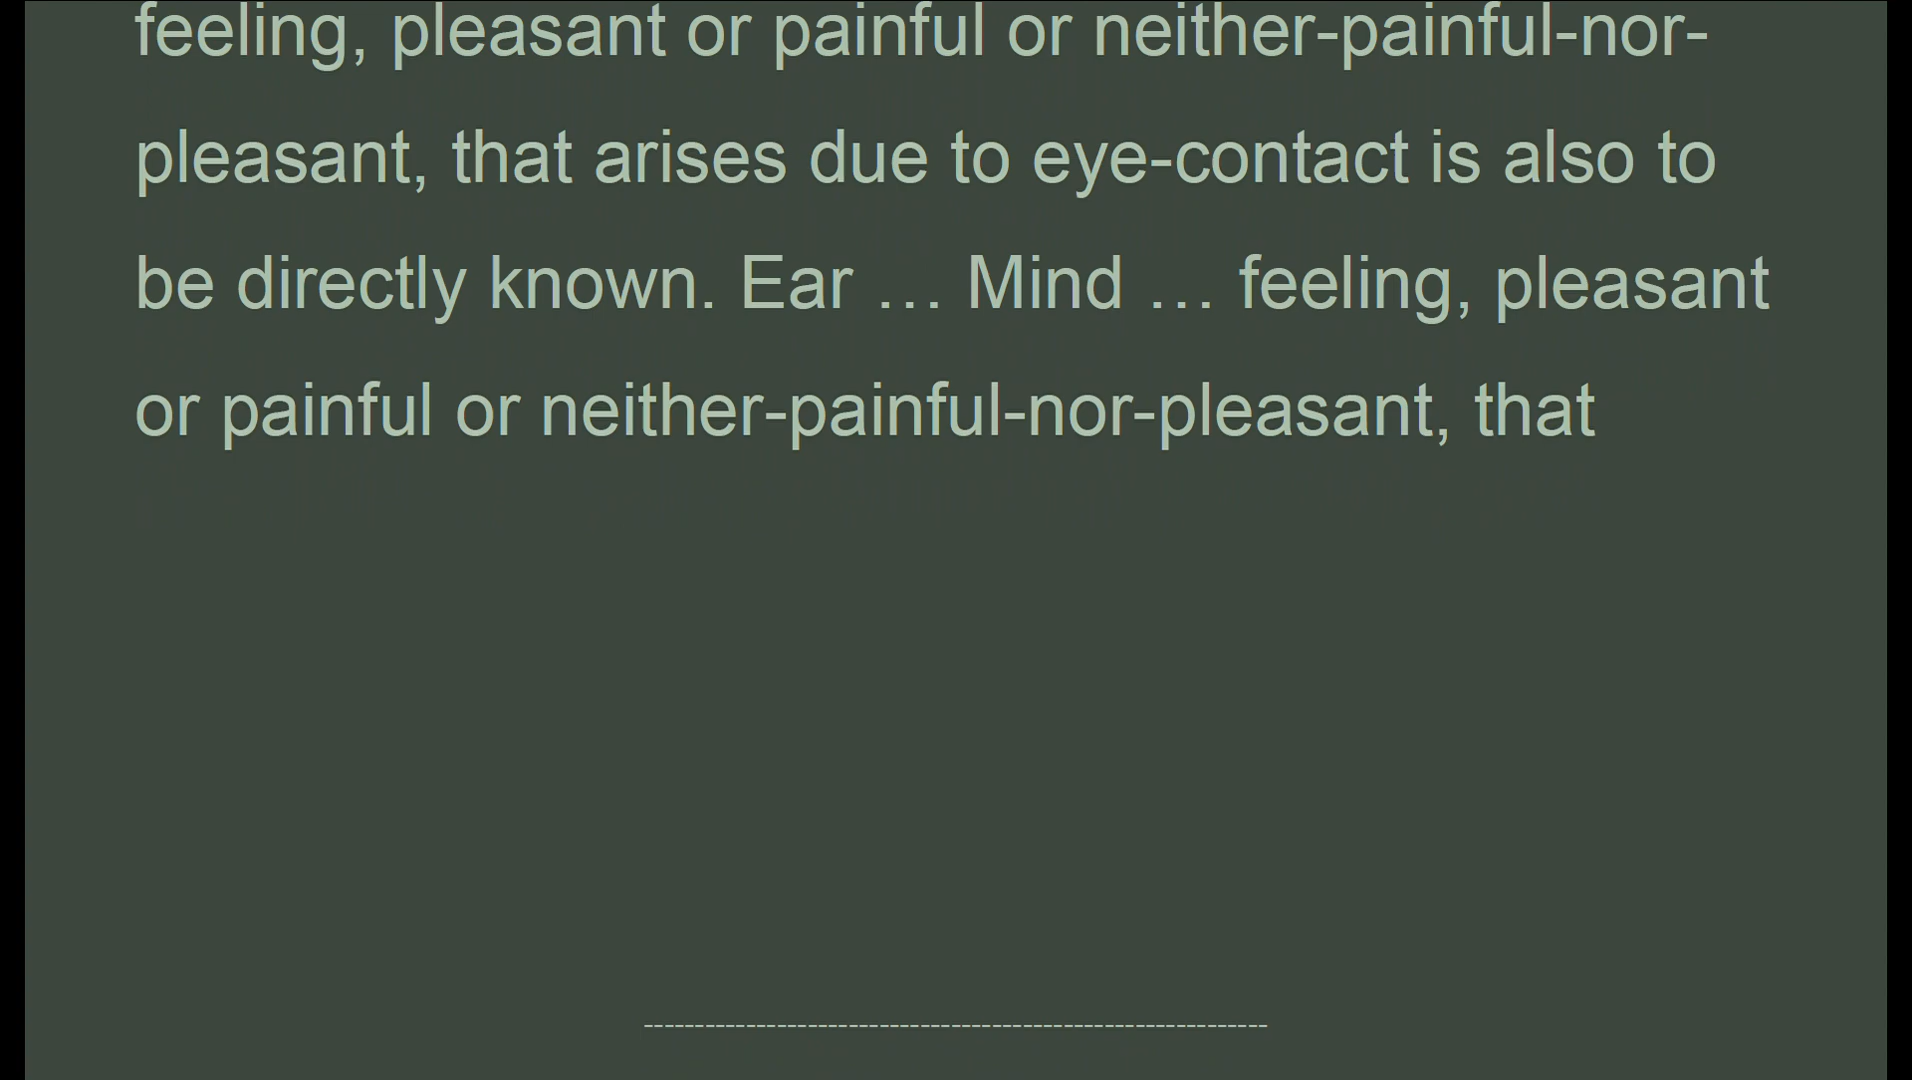 feeling, pleasant or painful or neither-painful-nor-
pleasant, that arises due to eye-contact is also to
be directly known. Ear … Mind … feeling, pleasant
or painful or neither-painful-nor-pleasant, that